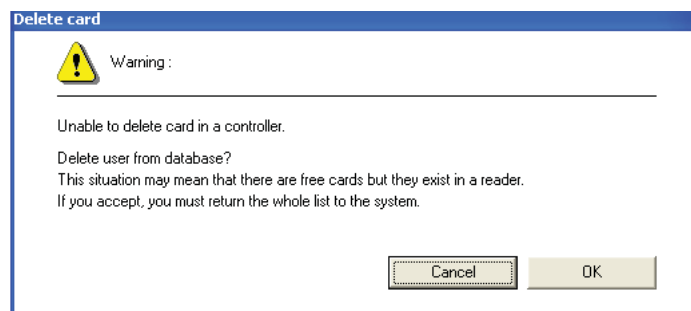 Delete card
Warning :
Unable to delete card in a controller.
Delete user from database?
This situation may mean that there are free cards but they exist in a reader.
If you accept, you must return the whole list to the system.
Cancel
OK